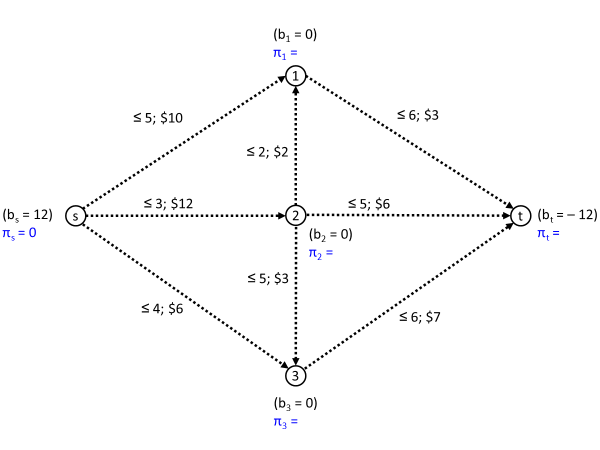 (b₁ = 0)
π₁ =
1
≤ 5; $10
≤ 6; $3
≤ 2; $2
≤ 3; $12
≤ 5; $6
(bₛ = 12)
πₛ = 0
s
2
t
(bₜ = – 12)
πₜ =
(b₂ = 0)
π₂ =
≤ 5; $3
≤ 4; $6
≤ 6; $7
3
(b₃ = 0)
π₃ =